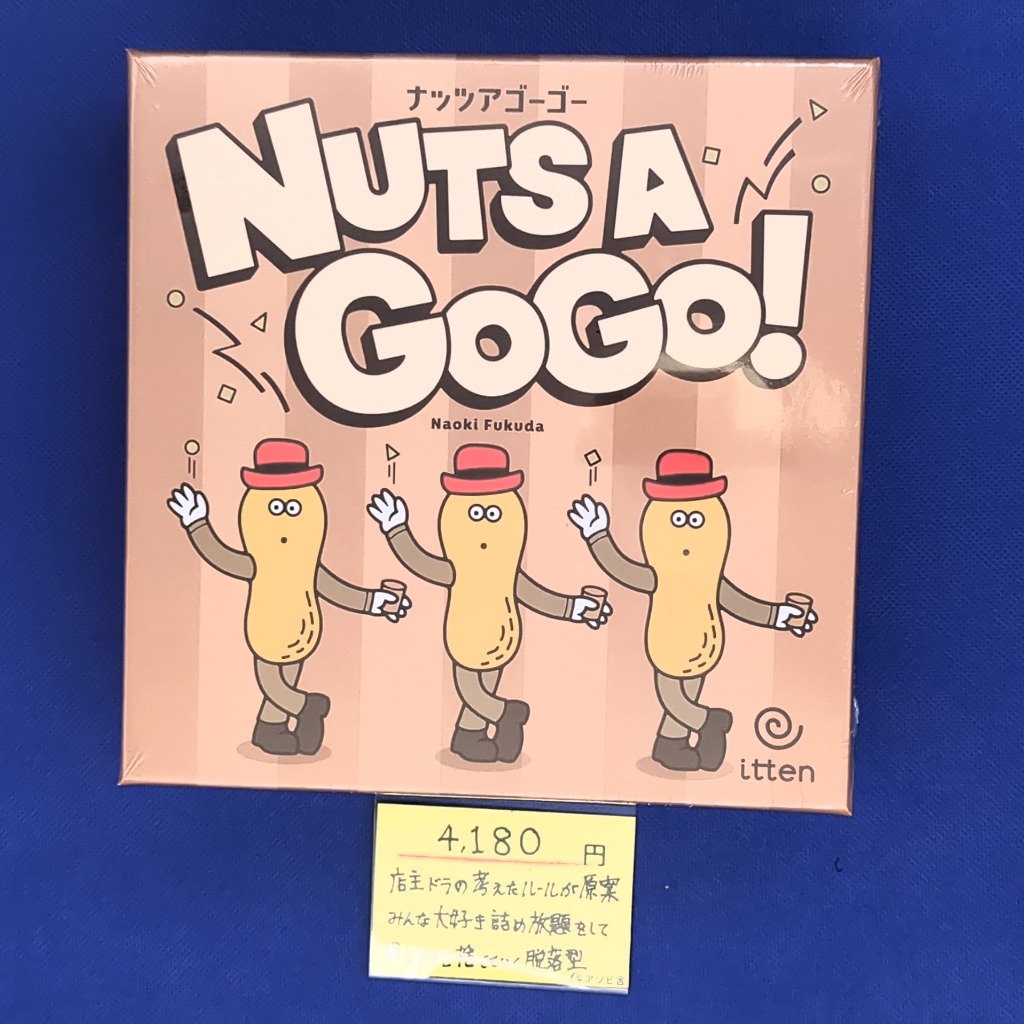 ナッツアゴーゴー
NUTS A
GOGO!
Naoki Fukuda
itten
4,180 円
店主ドラの考えたルールが原案
みんな大好き詰め放題をして
脱落型